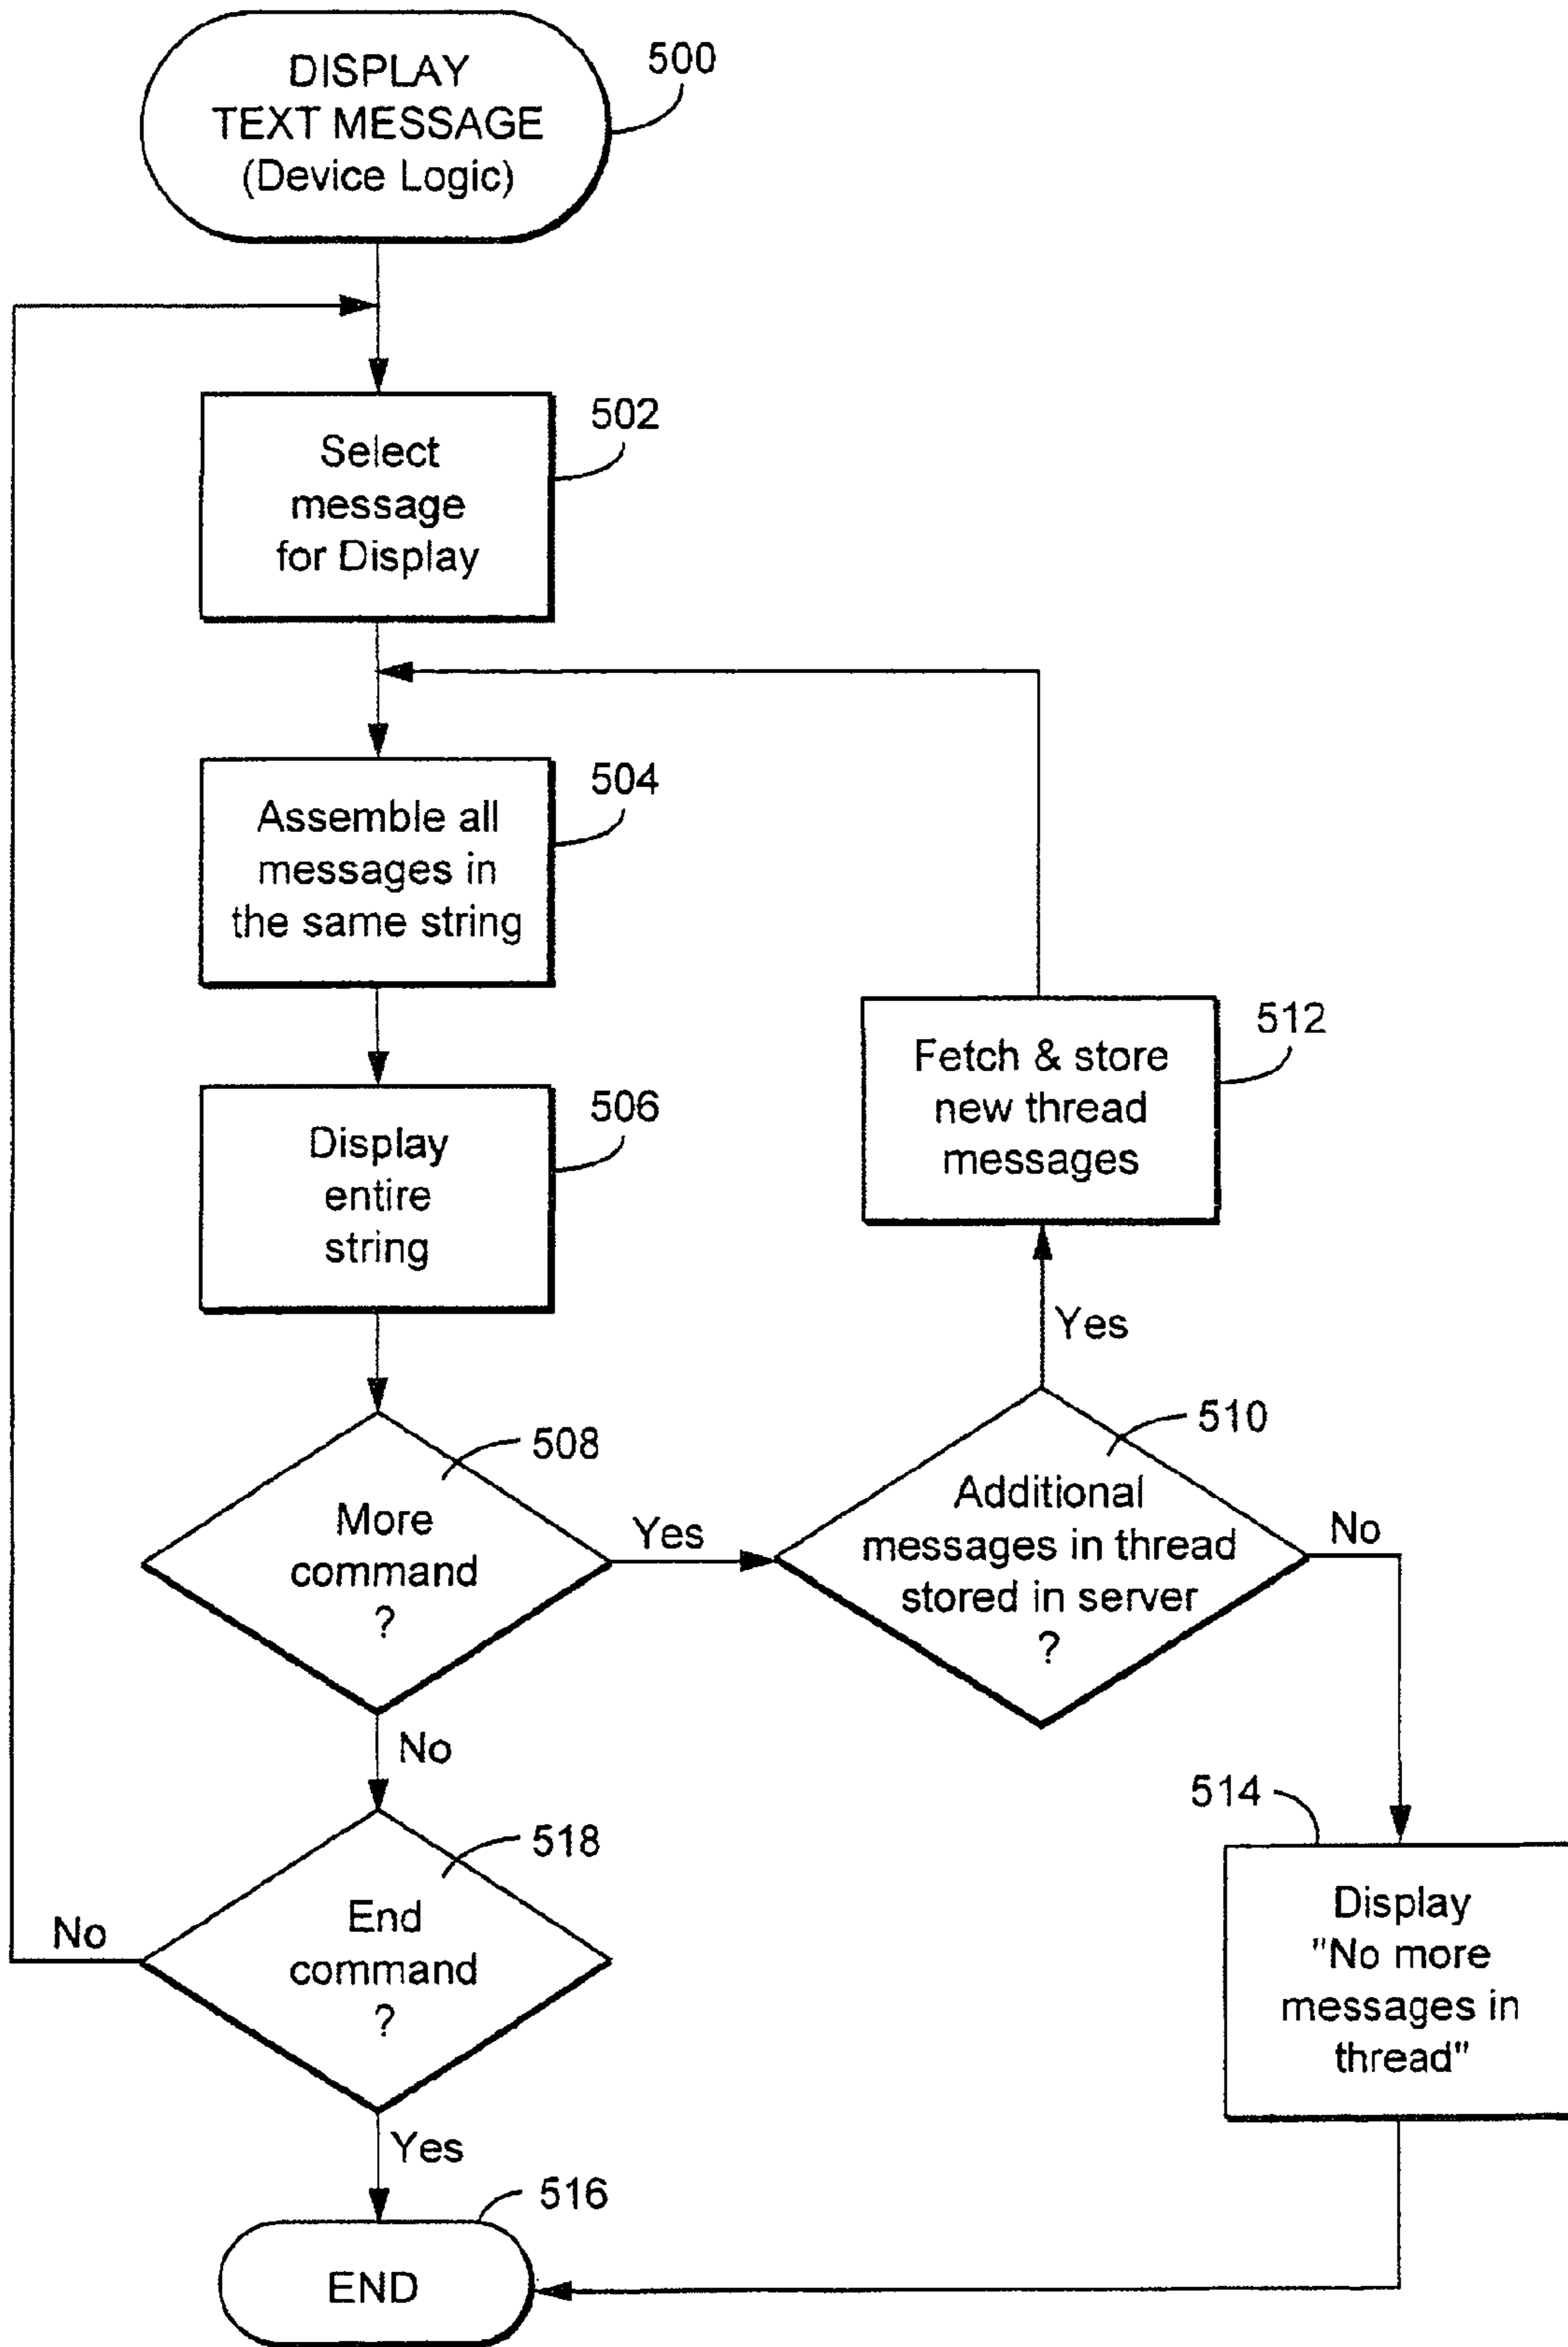 DISPLAY
TEXT MESSAGE
(Device Logic)
500
Select
message
for Display
502
Assemble all
messages in
the same string
504
Display
entire
string
506
Fetch & store
new thread
messages
512
Yes
More
command
?
508
Yes
Additional
messages in thread
stored in server
?
510
No
No
End
command
?
518
No
Display
"No more
messages in
thread"
514
Yes
END
516